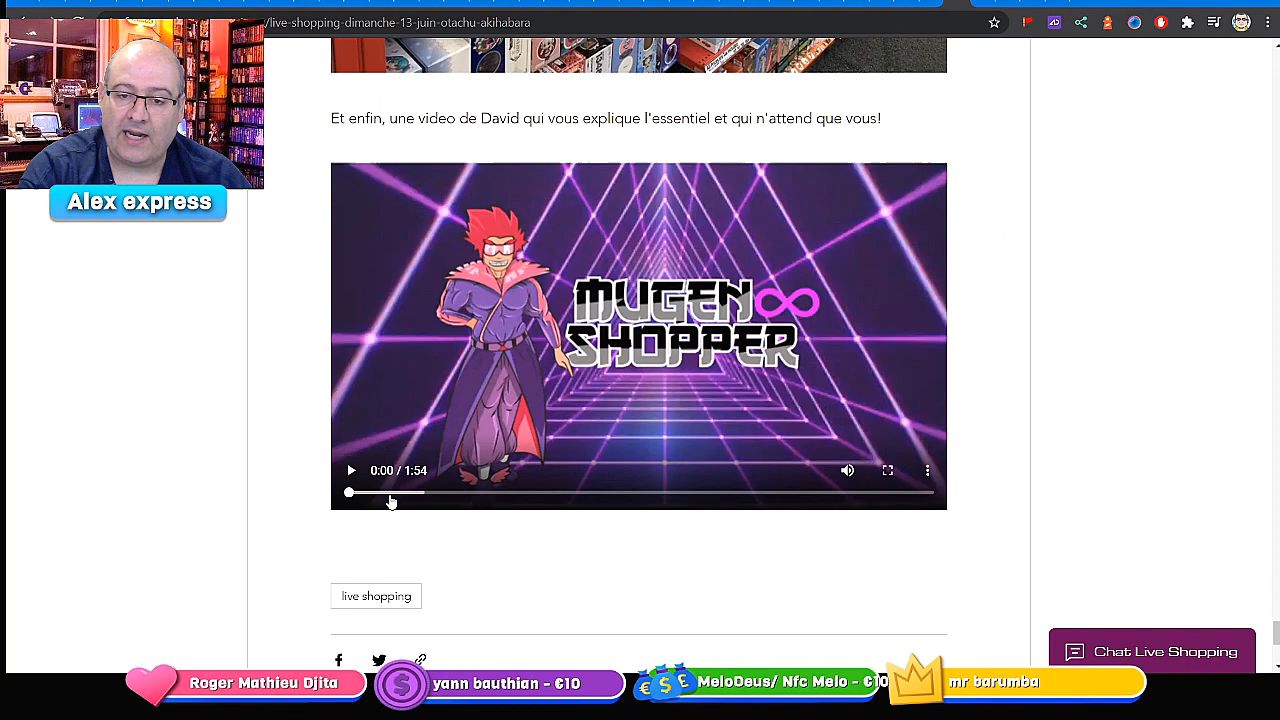 /live-shopping-dimanche-13-juin-otachu-akihabara
Alex express
Et enfin, une video de David qui vous explique l'essentiel et qui n'attend que vous!
MUGEN
SHOPPER
0:00 / 1:54
live shopping
Chat Live Shopping
Roger Mathieu Djita
yann bauthian - €10
MeloDeus/ Nfc Melo - €10
mr barumba